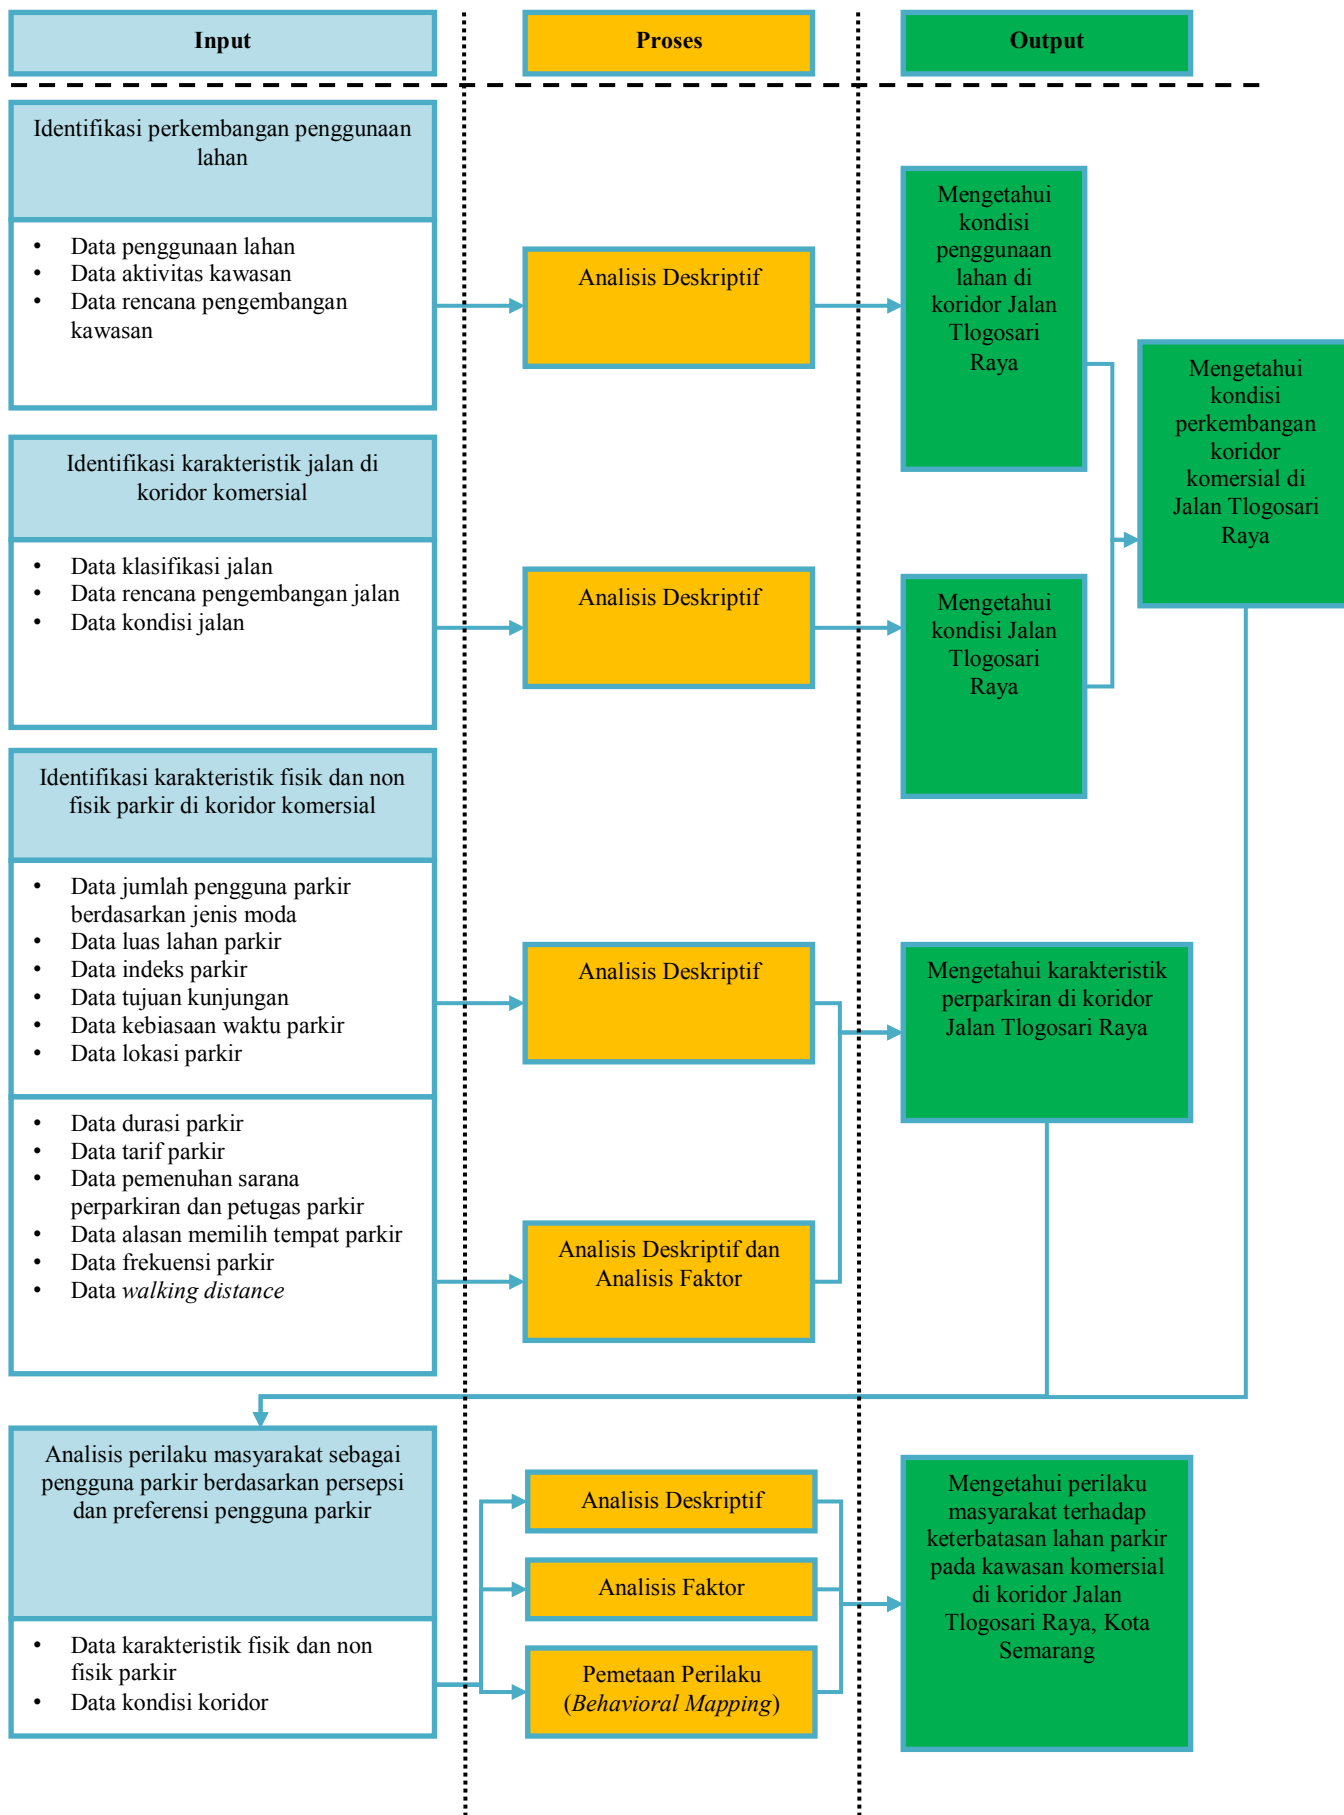 Input
Proses
Output
Identifikasi perkembangan penggunaan
lahan
• Data penggunaan lahan
• Data aktivitas kawasan
• Data rencana pengembangan
kawasan
Analisis Deskriptif
Mengetahui
kondisi
penggunaan
lahan di
koridor Jalan
Tlogosari
Raya
Mengetahui
kondisi
perkembangan
koridor
komersial di
Jalan Tlogosari
Raya
Identifikasi karakteristik jalan di
koridor komersial
• Data klasifikasi jalan
• Data rencana pengembangan jalan
• Data kondisi jalan
Analisis Deskriptif
Mengetahui
kondisi Jalan
Tlogosari
Raya
Identifikasi karakteristik fisik dan non
fisik parkir di koridor komersial
• Data jumlah pengguna parkir
berdasarkan jenis moda
• Data luas lahan parkir
• Data indeks parkir
• Data tujuan kunjungan
• Data kebiasaan waktu parkir
• Data lokasi parkir
Analisis Deskriptif
Mengetahui karakteristik
perparkiran di koridor
Jalan Tlogosari Raya
• Data durasi parkir
• Data tarif parkir
• Data pemenuhan sarana
perparkiran dan petugas parkir
• Data alasan memilih tempat parkir
• Data frekuensi parkir
• Data walking distance
Analisis Deskriptif dan
Analisis Faktor
Analisis perilaku masyarakat sebagai
pengguna parkir berdasarkan persepsi
dan preferensi pengguna parkir
• Data karakteristik fisik dan non
fisik parkir
• Data kondisi koridor
Analisis Deskriptif
Analisis Faktor
Pemetaan Perilaku
(Behavioral Mapping)
Mengetahui perilaku
masyarakat terhadap
keterbatasan lahan parkir
pada kawasan komersial
di koridor Jalan
Tlogosari Raya, Kota
Semarang